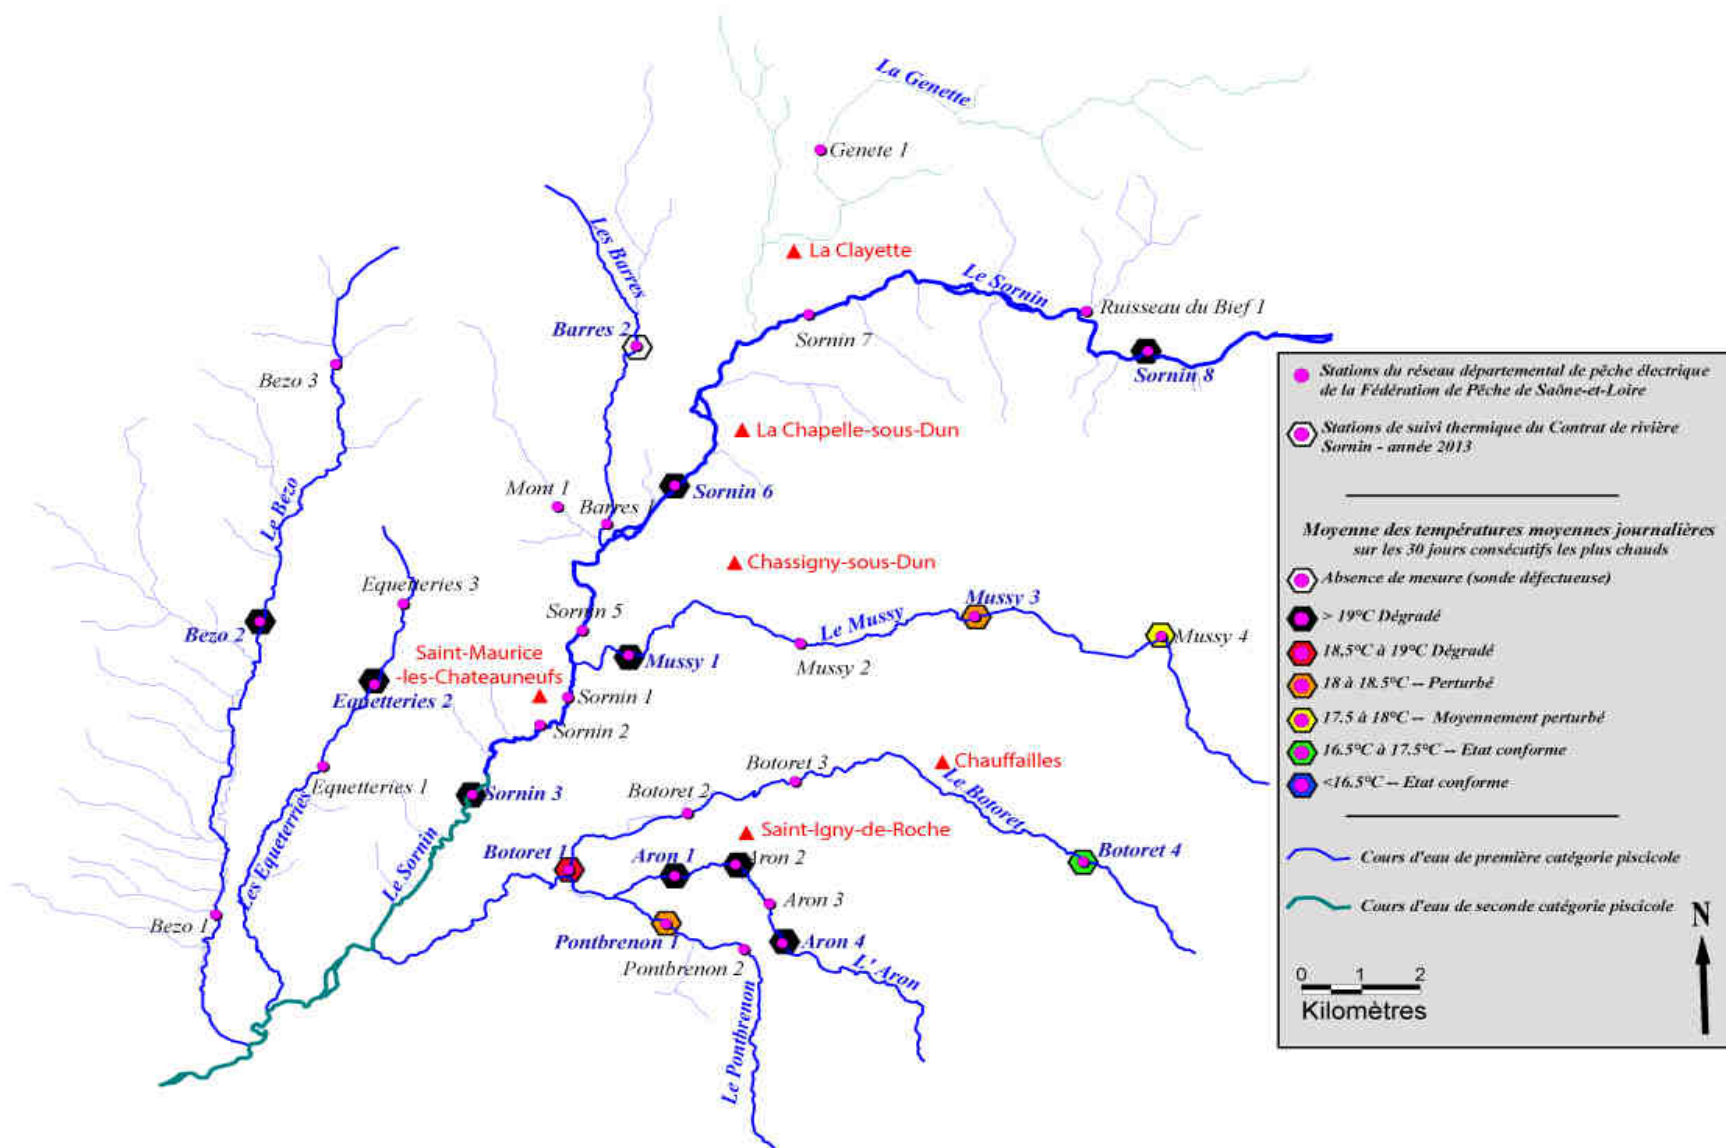 La Genette
Genete 1
Les Barres
La Clayette
Le Sornin
Ruisseau du Bief 1
Barres 2
Sornin 7
Sornin 8
Bezo 3
La Chapelle-sous-Dun
Le Bezo
Mont 1
Barres 1
Sornin 6
Chassigny-sous-Dun
Equetteries 3
Sornin 5
Mussy 3
Le Mussy
Bezo 2
Mussy 4
Saint-Maurice
-les-Chateauneufs
Mussy 1
Mussy 2
Equetteries 2
Sornin 1
Sornin 2
Chauffailles
Botoret 3
Equetteries 1
Sornin 3
Botoret 2
Le Botoret
Saint-Igny-de-Roche
Les Equeterries
Le Sornin
Botoret 1
Aron 1
Aron 2
Botoret 4
Aron 3
Bezo 1
Pontbrenon 1
Aron 4
Pontbrenon 2
L' Aron
Le Pontbrenon
Stations du réseau départemental de pêche électrique
de la Fédération de Pêche de Saône-et-Loire
Stations de suivi thermique du Contrat de rivière
Sornin - année 2013
Moyenne des températures moyennes journalières
sur les 30 jours consécutifs les plus chauds
Absence de mesure (sonde défectueuse)
> 19°C Dégradé
18,5°C à 19°C Dégradé
18 à 18.5°C -- Perturbé
17.5 à 18°C -- Moyennement perturbé
16.5°C à 17.5°C -- Etat conforme
<16.5°C -- Etat conforme
Cours d'eau de première catégorie piscicole
Cours d'eau de seconde catégorie piscicole
N
0 1 2
Kilomètres